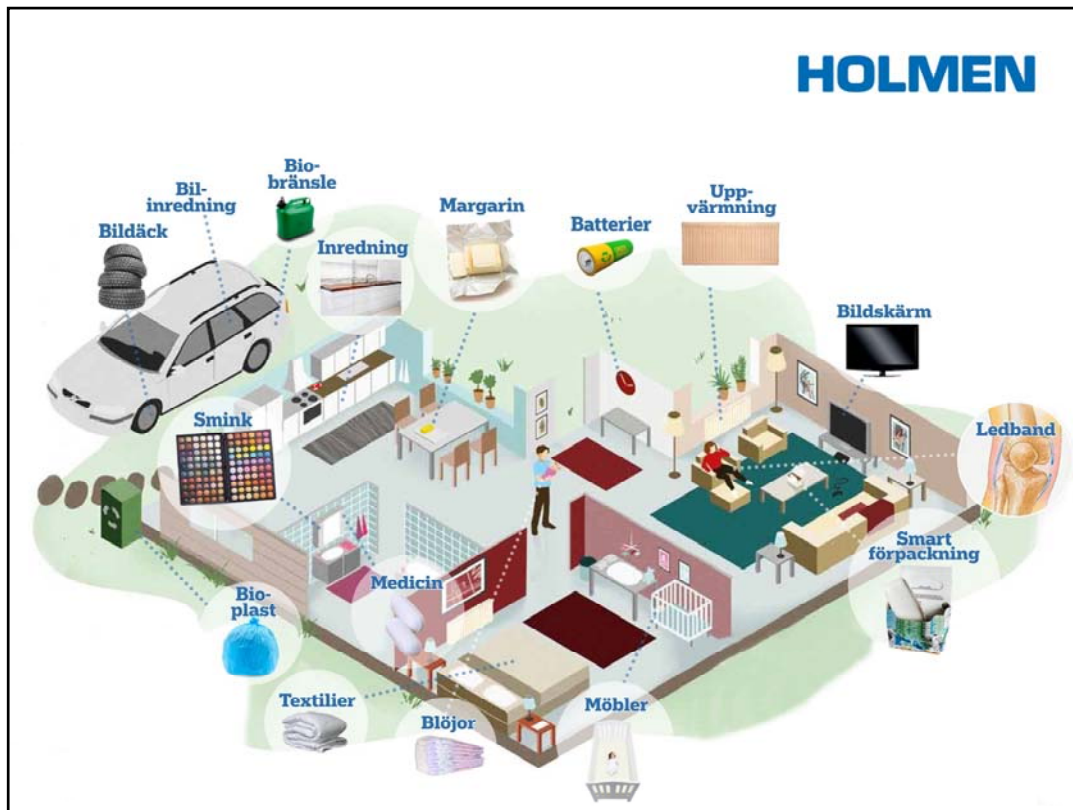 HOLMEN
Bio-
bränsle
Bil-
inredning
Bildäck
Inredning
Margarin
Batterier
Upp-
värmning
Bildskärm
Smink
Ledband
Smart
förpackning
Medicin
Bio-
plast
Textilier
Blöjor
Möbler